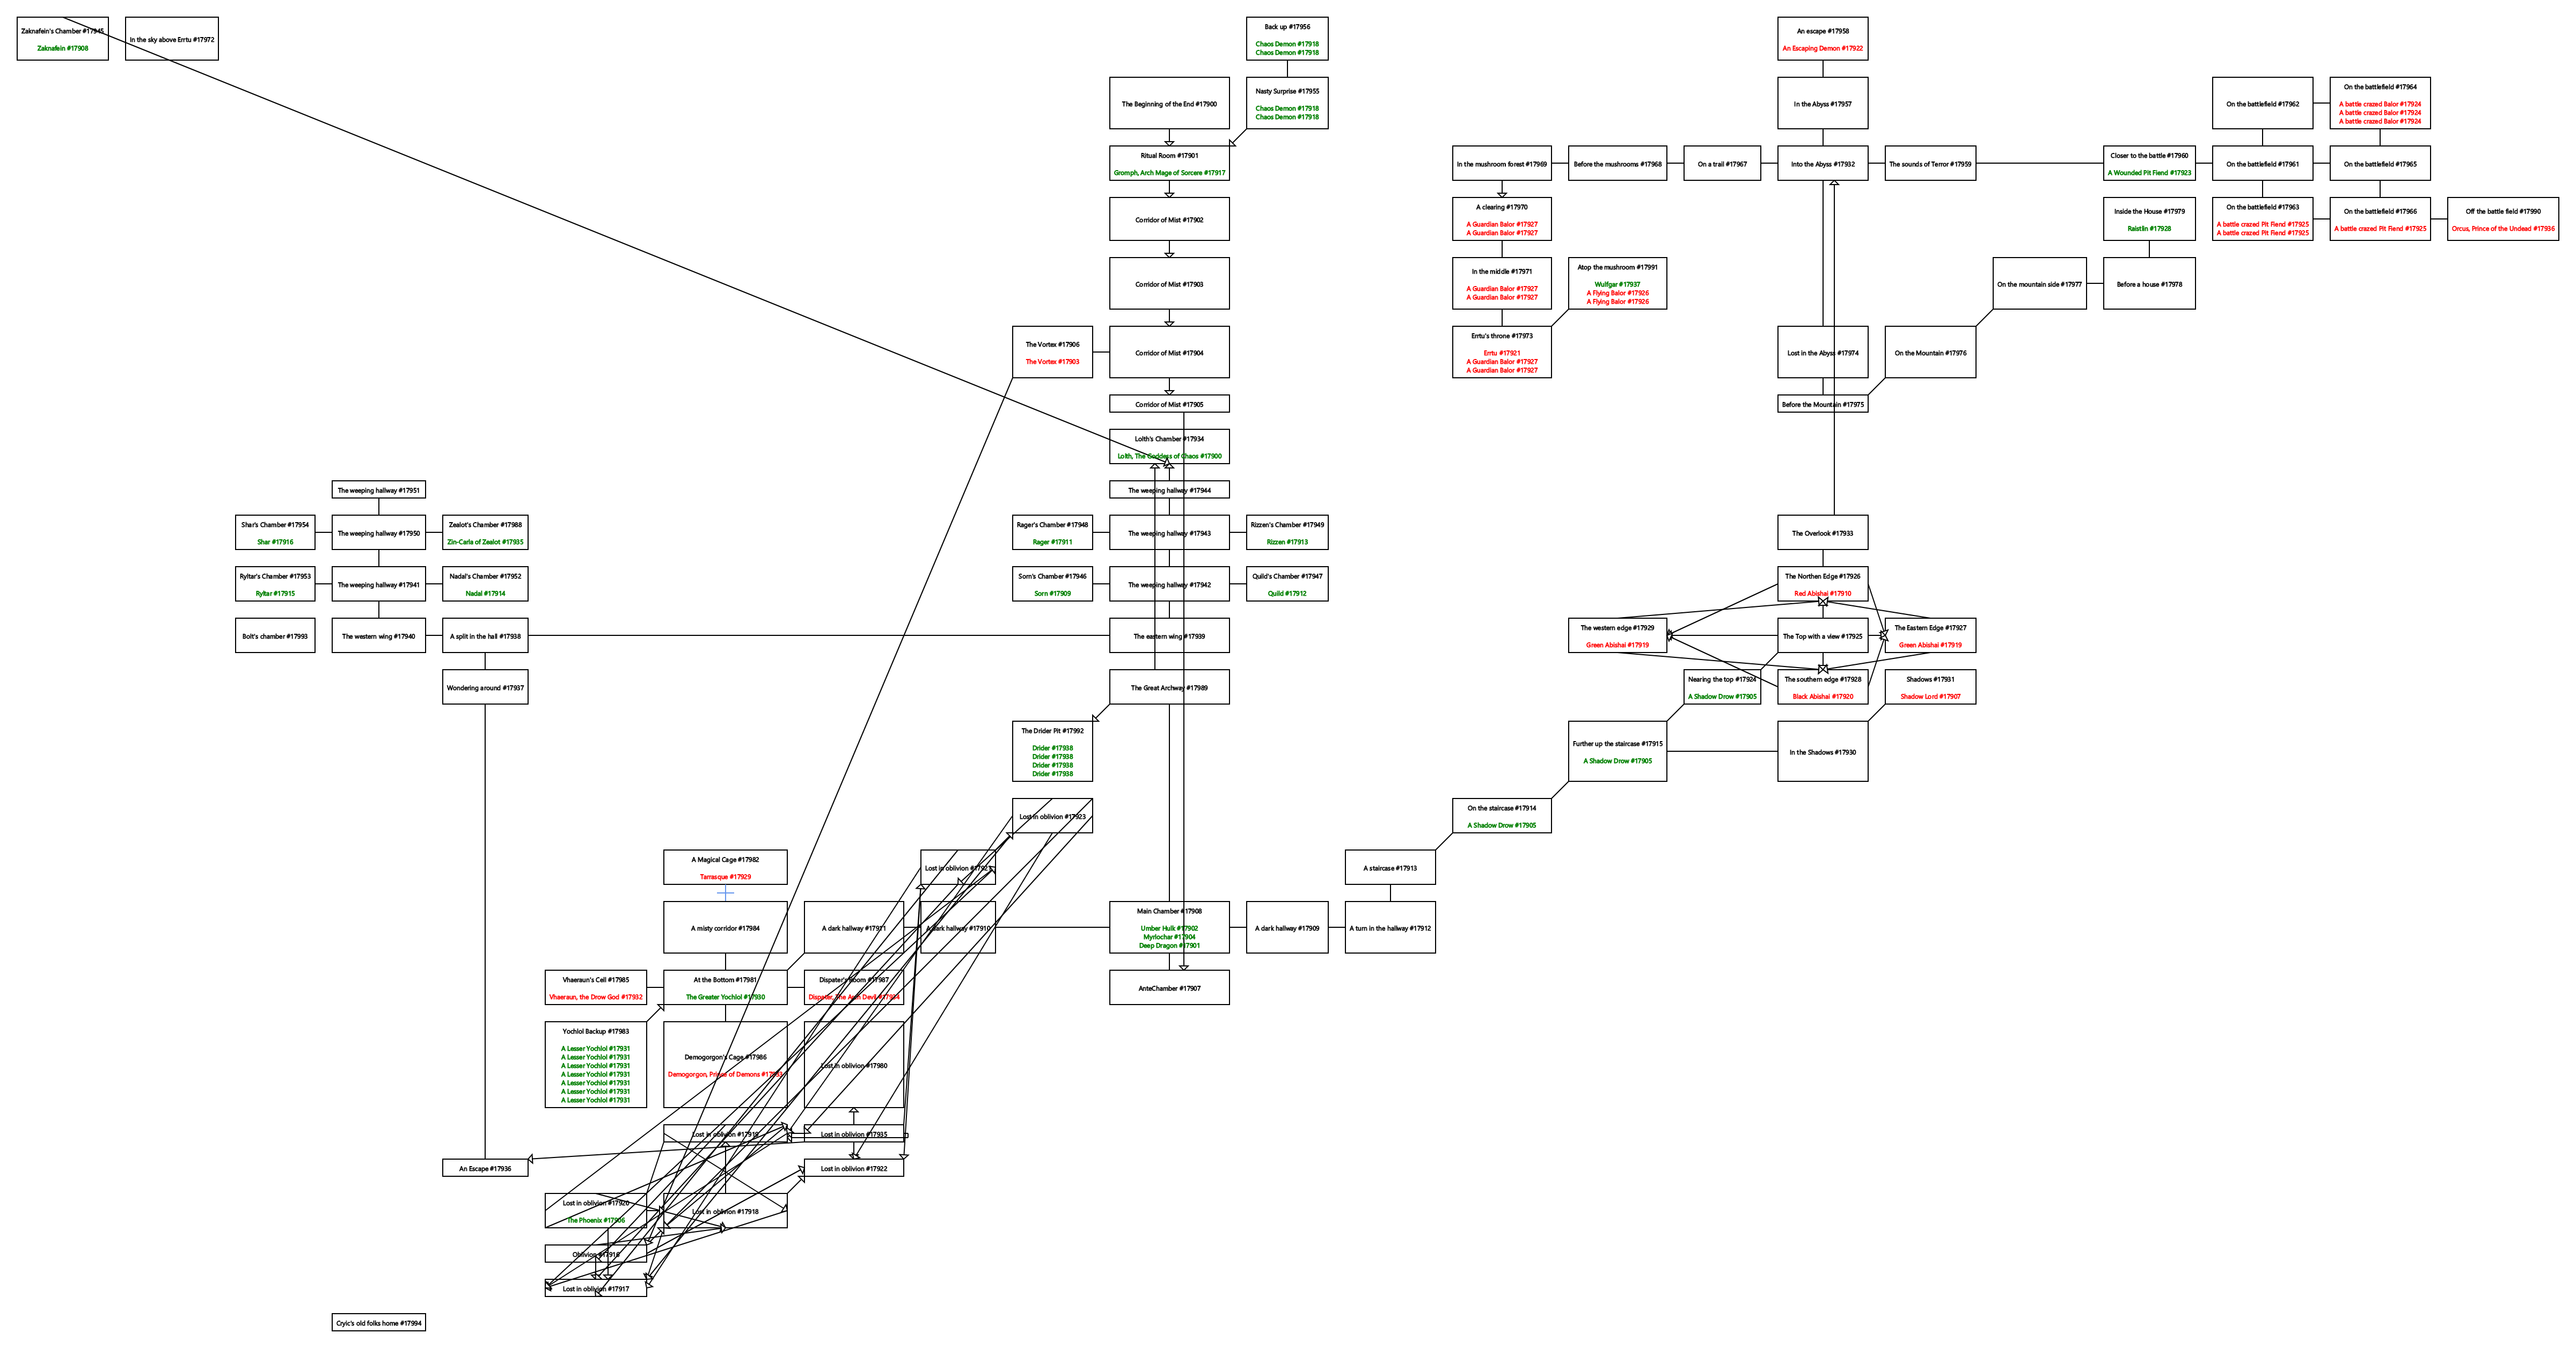 Zaknafein's Chamber #17945
Zaknafein #17908
In the sky above Errtu #17972
Back up #17956
Chaos Demon #17918
Chaos Demon #17918
An escape #17958
An Escaping Demon #17922
The Beginning of the End #17900
Nasty Surprise #17955
Chaos Demon #17918
Chaos Demon #17918
In the Abyss #17957
On the battlefield #17962
On the battlefield #17964
A battle crazed Balor #17924
A battle crazed Balor #17924
A battle crazed Balor #17924
Ritual Room #17901
Gromph, Arch Mage of Sorcere #17917
In the mushroom forest #17969
Before the mushrooms #17968
On a trail #17967
Into the Abyss #17932
The sounds of Terror #17959
Closer to the battle #17960
A Wounded Pit Fiend #17923
On the battlefield #17961
On the battlefield #17965
Corridor of Mist #17902
A clearing #17970
A Guardian Balor #17927
A Guardian Balor #17927
Inside the House #17979
Raistlin #17928
On the battlefield #17963
A battle crazed Pit Fiend #17925
A battle crazed Pit Fiend #17925
On the battlefield #17966
A battle crazed Pit Fiend #17925
Off the battle field #17990
Orcus, Prince of the Undead #17936
Corridor of Mist #17903
In the middle #17971
A Guardian Balor #17927
A Guardian Balor #17927
Atop the mushroom #17991
Wulfgar #17937
A Flying Balor #17926
A Flying Balor #17926
On the mountain side #17977
Before a house #17978
The Vortex #17906
The Vortex #17903
Corridor of Mist #17904
Errtu's throne #17973
Errtu #17921
A Guardian Balor #17927
A Guardian Balor #17927
Lost in the Abyss #17974
On the Mountain #17976
Corridor of Mist #17905
Before the Mountain #17975
Lolth's Chamber #17934
Lolth, The Goddess of Chaos #17900
The weeping hallway #17951
The weeping hallway #17944
Shar's Chamber #17954
Shar #17916
The weeping hallway #17950
Zealot's Chamber #17988
Zin-Carla of Zealot #17935
Rager's Chamber #17948
Rager #17911
The weeping hallway #17943
Rizzen's Chamber #17949
Rizzen #17913
The Overlook #17933
Ryltar's Chamber #17953
Ryltar #17915
The weeping hallway #17941
Nadal's Chamber #17952
Nadal #17914
Sorn's Chamber #17946
Sorn #17909
The weeping hallway #17942
Quild's Chamber #17947
Quild #17912
The Northen Edge #17926
Red Abishai #17910
Bolt's chamber #17993
The western wing #17940
A split in the hall #17938
The eastern wing #17939
The western edge #17929
Green Abishai #17919
The Top with a view #17925
The Eastern Edge #17927
Green Abishai #17919
Wondering around #17937
The Great Archway #17989
Nearing the top #17924
A Shadow Drow #17905
The southern edge #17928
Black Abishai #17920
Shadows #17931
Shadow Lord #17907
The Drider Pit #17992
Drider #17938
Drider #17938
Drider #17938
Drider #17938
Further up the staircase #17915
A Shadow Drow #17905
In the Shadows #17930
Lost in oblivion #17923
On the staircase #17914
A Shadow Drow #17905
A Magical Cage #17982
Tarrasque #17929
Lost in oblivion #17921
A staircase #17913
A misty corridor #17984
A dark hallway #17911
A dark hallway #17910
Main Chamber #17908
Umber Hulk #17902
Myrlochar #17904
Deep Dragon #17901
A dark hallway #17909
A turn in the hallway #17912
Vhaeraun's Cell #17985
Vhaeraun, the Drow God #17932
At the Bottom #17981
The Greater Yochlol #17930
Dispater's Room #17987
Dispater, The Arch Devil #17934
AnteChamber #17907
Yochlol Backup #17983
A Lesser Yochlol #17931
A Lesser Yochlol #17931
A Lesser Yochlol #17931
A Lesser Yochlol #17931
A Lesser Yochlol #17931
A Lesser Yochlol #17931
A Lesser Yochlol #17931
Demogorgon's Cage #17986
Demogorgon, Prince of Demons #17933
Lost in oblivion #17980
Lost in oblivion #17919
Lost in oblivion #17935
An Escape #17936
Lost in oblivion #17922
Lost in oblivion #17920
The Phoenix #17906
Lost in oblivion #17918
Oblivion #17916
Lost in oblivion #17917
Cryic's old folks home #17994